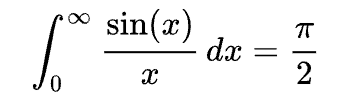 ∫₀^∞ sin(x)/x dx = π/2